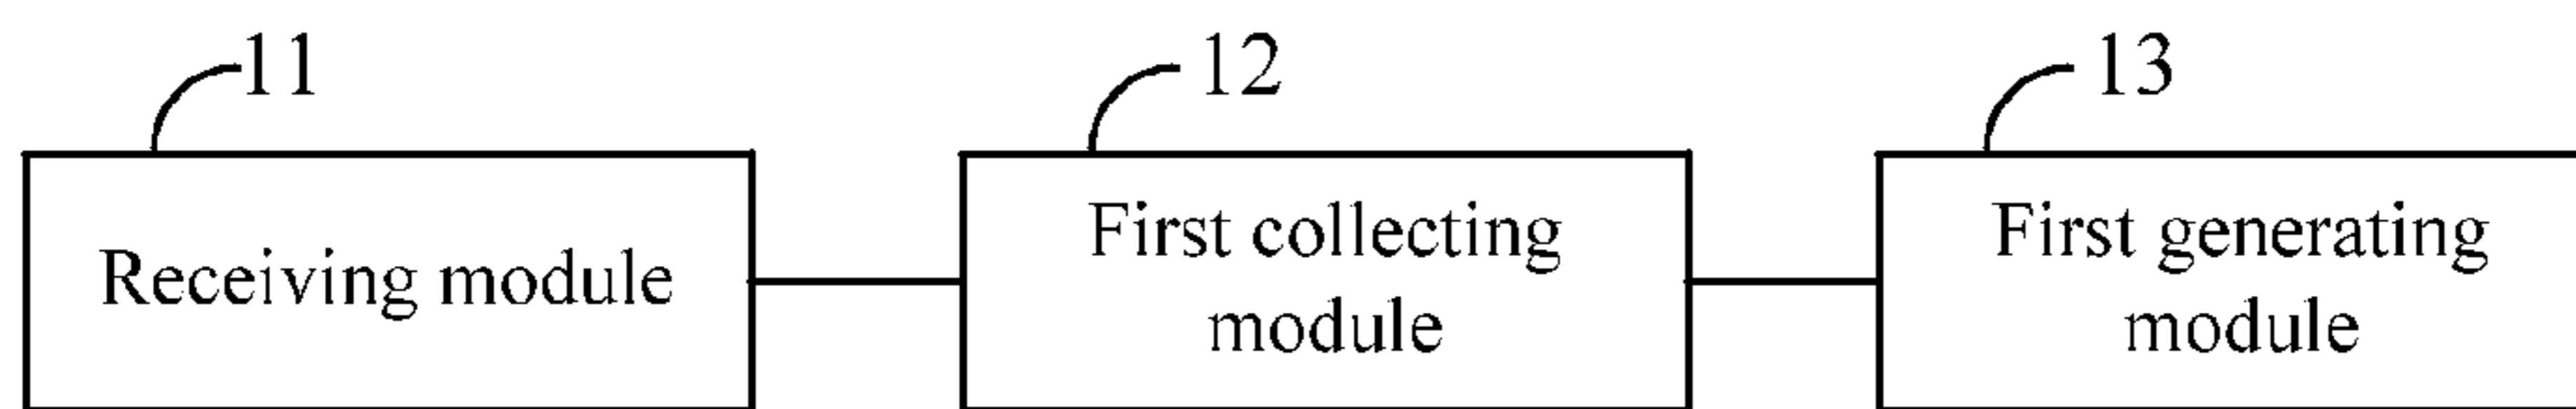 11
12
13
Receiving module
First collecting
module
First generating
module